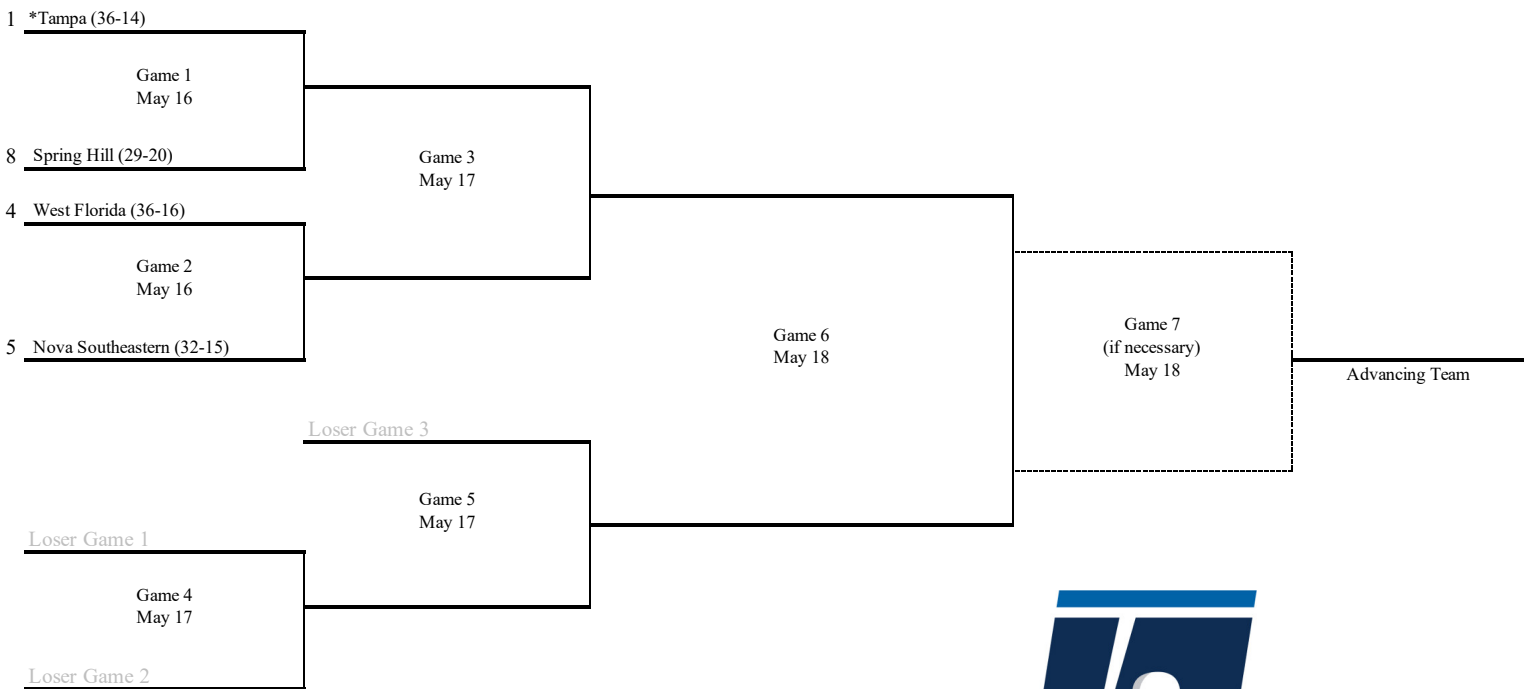 1 *Tampa (36-14)
Game 1
May 16
8 Spring Hill (29-20)
Game 3
May 17
4 West Florida (36-16)
Game 2
May 16
5 Nova Southeastern (32-15)
Game 6
May 18
Game 7
(if necessary)
May 18
Advancing Team
Loser Game 3
Game 5
May 17
Loser Game 1
Game 4
May 17
Loser Game 2